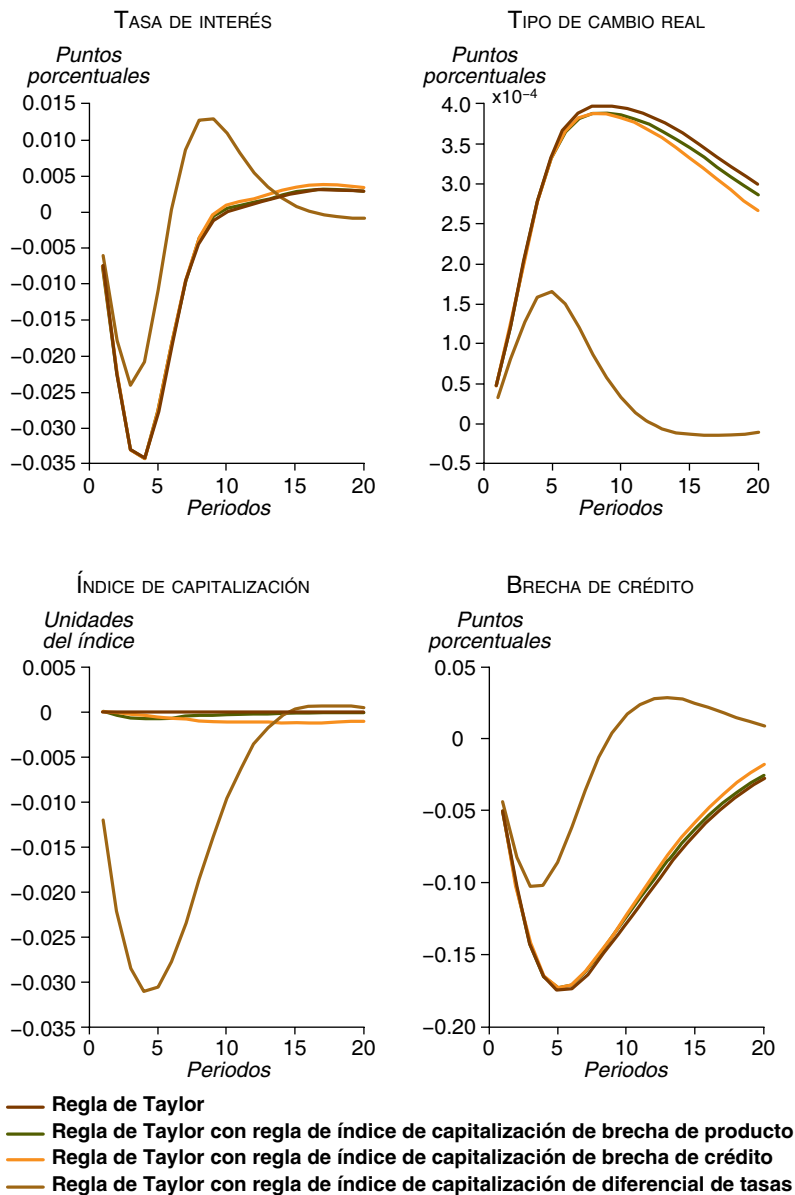 TASA DE INTERÉS
Puntos
porcentuales
0.015
0.010
0.005
0
−0.005
−0.010
−0.015
−0.020
−0.025
−0.030
−0.035
0 5 10 15 20
Periodos
TIPO DE CAMBIO REAL
Puntos
porcentuales
x10⁻⁴
4.0
3.5
3.0
2.5
2.0
1.5
1.0
0.5
0
−0.5
0 5 10 15 20
Periodos
ÍNDICE DE CAPITALIZACIÓN
Unidades
del índice
0.005
0
−0.005
−0.010
−0.015
−0.020
−0.025
−0.030
−0.035
0 5 10 15 20
Periodos
BRECHA DE CRÉDITO
Puntos
porcentuales
0.05
0
−0.05
−0.10
−0.15
−0.20
0 5 10 15 20
Periodos
Regla de Taylor
Regla de Taylor con regla de índice de capitalización de brecha de producto
Regla de Taylor con regla de índice de capitalización de brecha de crédito
Regla de Taylor con regla de índice de capitalización de diferencial de tasas